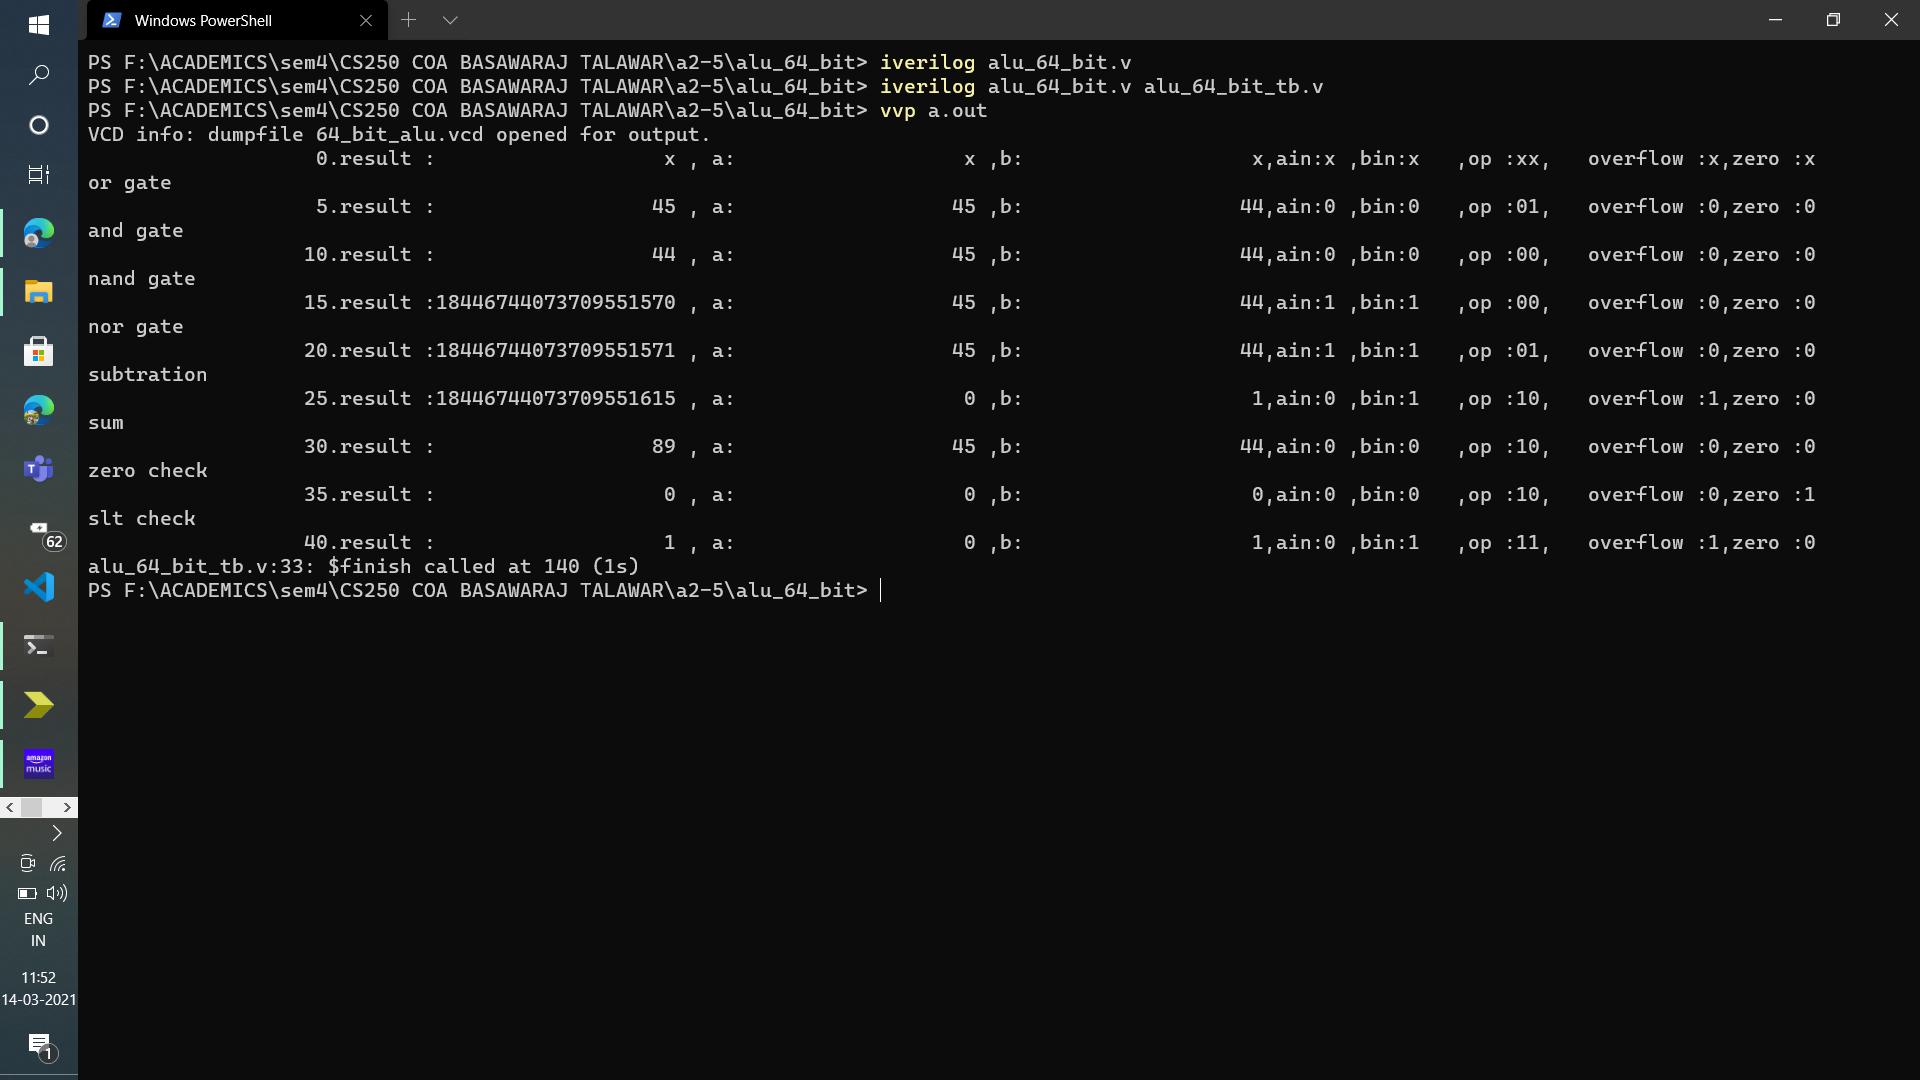 Windows PowerShell
PS F:\ACADEMICS\sem4\CS250 COA BASAWARAJ TALAWAR\a2-5\alu_64_bit> iverilog alu_64_bit.v
PS F:\ACADEMICS\sem4\CS250 COA BASAWARAJ TALAWAR\a2-5\alu_64_bit> iverilog alu_64_bit.v alu_64_bit_tb.v
PS F:\ACADEMICS\sem4\CS250 COA BASAWARAJ TALAWAR\a2-5\alu_64_bit> vvp a.out
VCD info: dumpfile 64_bit_alu.vcd opened for output.
0.result : x , a: x ,b: x,ain:x ,bin:x ,op :xx, overflow :x,zero :x
or gate
5.result : 45 , a: 45 ,b: 44,ain:0 ,bin:0 ,op :01, overflow :0,zero :0
and gate
10.result : 44 , a: 45 ,b: 44,ain:0 ,bin:0 ,op :00, overflow :0,zero :0
nand gate
15.result :18446744073709551570 , a: 45 ,b: 44,ain:1 ,bin:1 ,op :00, overflow :0,zero :0
nor gate
20.result :18446744073709551571 , a: 45 ,b: 44,ain:1 ,bin:1 ,op :01, overflow :0,zero :0
subtration
25.result :18446744073709551615 , a: 0 ,b: 1,ain:0 ,bin:1 ,op :10, overflow :1,zero :0
sum
30.result : 89 , a: 45 ,b: 44,ain:0 ,bin:0 ,op :10, overflow :0,zero :0
zero check
35.result : 0 , a: 0 ,b: 0,ain:0 ,bin:0 ,op :10, overflow :0,zero :1
slt check
40.result : 1 , a: 0 ,b: 1,ain:0 ,bin:1 ,op :11, overflow :1,zero :0
alu_64_bit_tb.v:33: $finish called at 140 (1s)
PS F:\ACADEMICS\sem4\CS250 COA BASAWARAJ TALAWAR\a2-5\alu_64_bit>
62
amazon
music
ENG
IN
11:52
14-03-2021
1